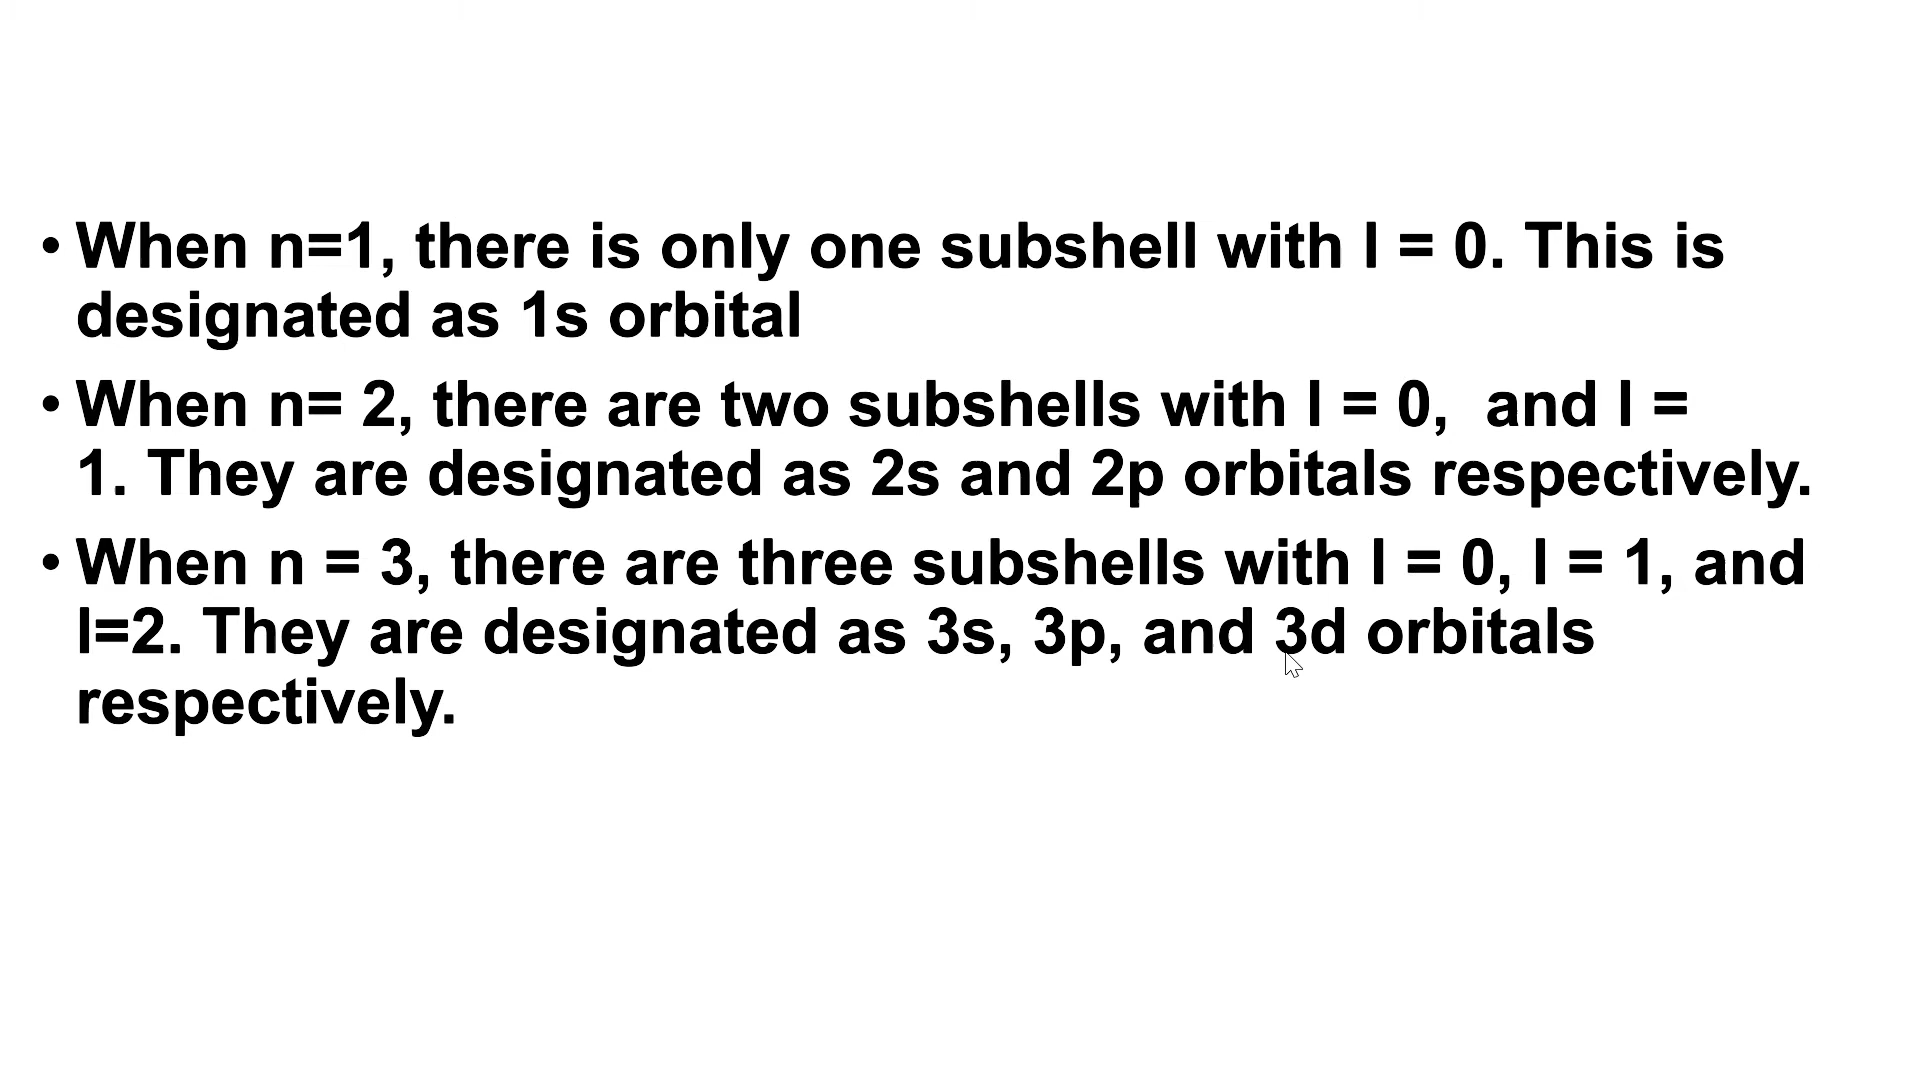 • When n=1, there is only one subshell with l = 0. This is
designated as 1s orbital
• When n= 2, there are two subshells with l = 0,  and l =
1. They are designated as 2s and 2p orbitals respectively.
• When n = 3, there are three subshells with l = 0, l = 1, and
l=2. They are designated as 3s, 3p, and 3d orbitals
respectively.